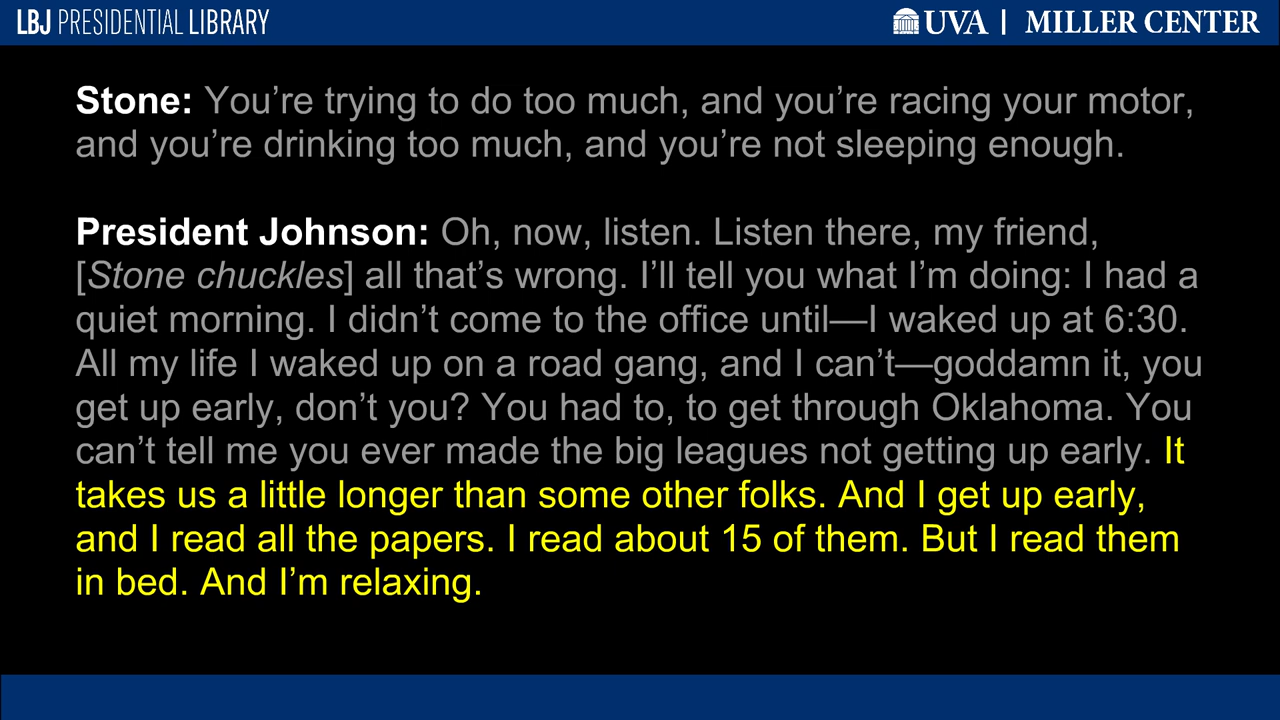 LBJ PRESIDENTIAL LIBRARY
UVA | MILLER CENTER
Stone: You’re trying to do too much, and you’re racing your motor,
and you’re drinking too much, and you’re not sleeping enough.
President Johnson: Oh, now, listen. Listen there, my friend,
[Stone chuckles] all that’s wrong. I’ll tell you what I’m doing: I had a
quiet morning. I didn’t come to the office until—I waked up at 6:30.
All my life I waked up on a road gang, and I can’t—goddamn it, you
get up early, don’t you? You had to, to get through Oklahoma. You
can’t tell me you ever made the big leagues not getting up early. It
takes us a little longer than some other folks. And I get up early,
and I read all the papers. I read about 15 of them. But I read them
in bed. And I’m relaxing.